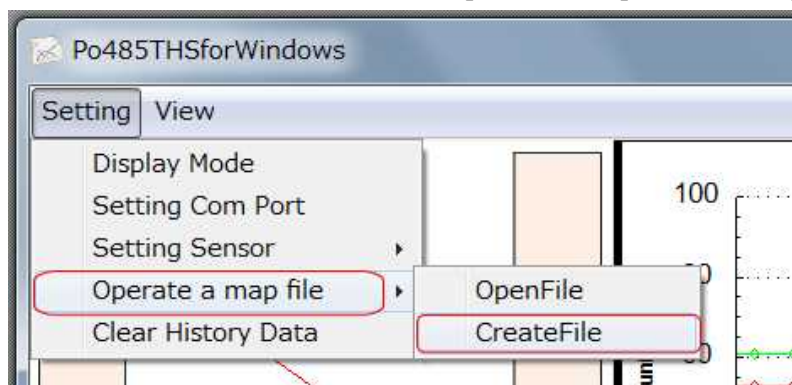 Po485THSforWindows
Setting View
Display Mode
Setting Com Port
Setting Sensor
Operate a map file
Clear History Data
OpenFile
CreateFile
100